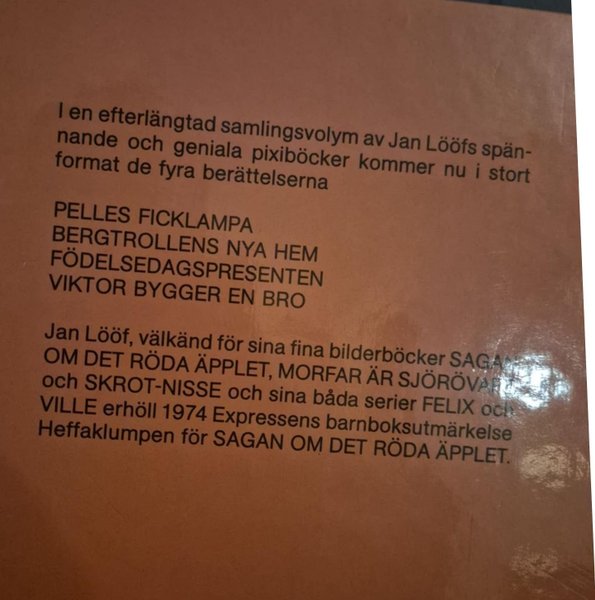 I en efterlängtad samlingsvolym av Jan Lööfs spän-
nande och geniala pixiböcker kommer nu i stort
format de fyra berättelserna
PELLES FICKLAMPA
BERGTROLLENS NYA HEM
FÖDELSEDAGSPRESENTEN
VIKTOR BYGGER EN BRO
Jan Lööf, välkänd för sina fina bilderböcker SAGAN
OM DET RÖDA ÄPPLET, MORFAR ÄR SJÖRÖVARE
och SKROT-NISSE och sina båda serier FELIX och
VILLE erhöll 1974 Expressens barnboksutmärkelse
Heffaklumpen för SAGAN OM DET RÖDA ÄPPLET.